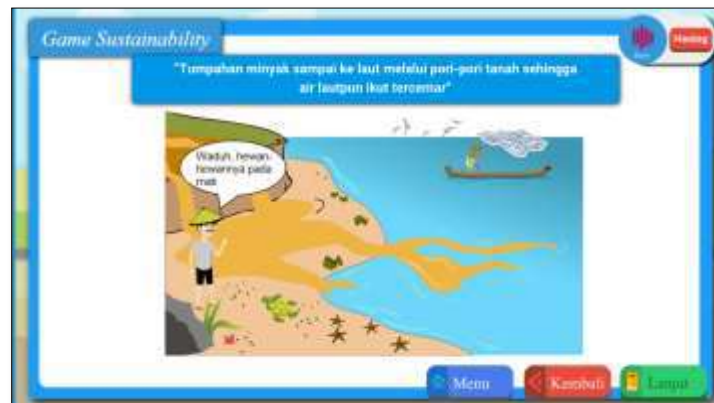 Game Sustainability
Hening
"Tumpahan minyak sampai ke laut melalui pori-pori tanah sehingga
air lautpun ikut tercemar"
Waduh, hewan-
hewannya pada
mati
Menu
Kembali
Lanjut